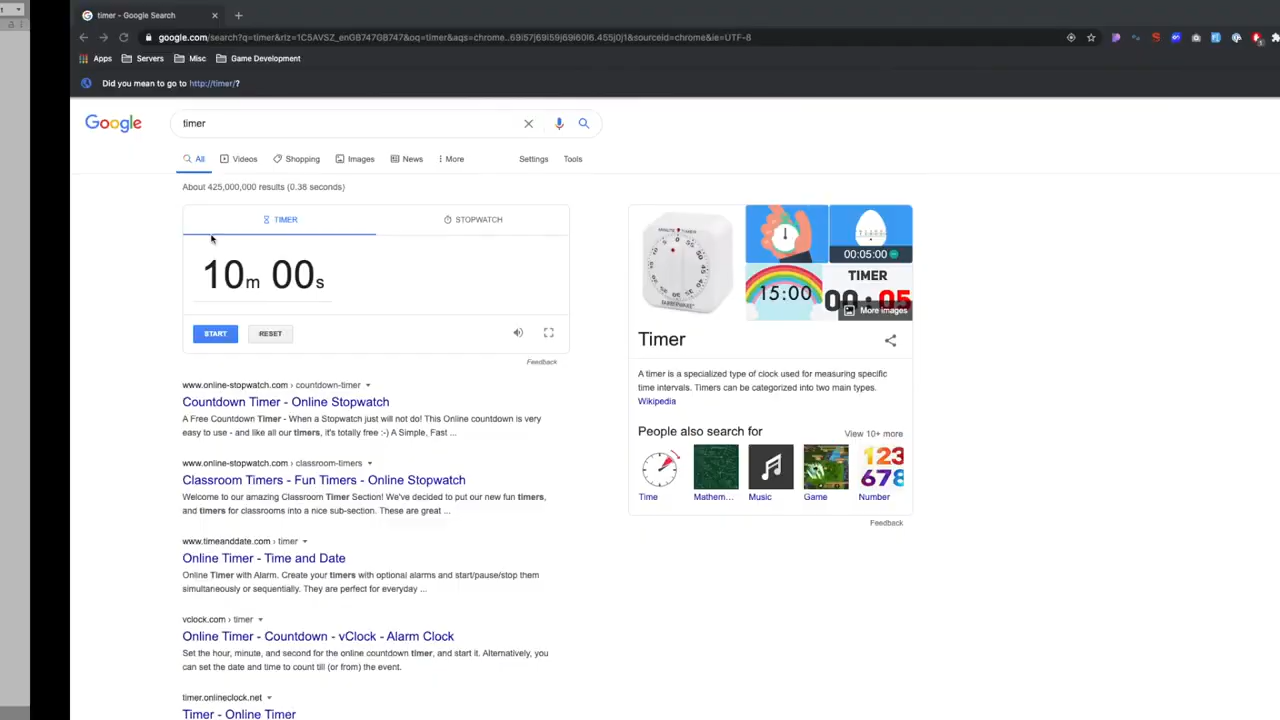 timer - Google Search
google.com/search?q=timer&rlz=1C5AVSZ_enGB747GB747&oq=timer&aqs=chrome..69i57j69i59j69i60l6.455j0j1&sourceid=chrome&ie=UTF-8
Apps Servers Misc Game Development
Did you mean to go to http://timer/?
Google
timer
All Videos Shopping Images News More Settings Tools
About 425,000,000 results (0.38 seconds)
TIMER STOPWATCH
10m 00s
START RESET
Feedback
www.online-stopwatch.com › countdown-timer
Countdown Timer - Online Stopwatch
A Free Countdown Timer - When a Stopwatch just will not do! This Online countdown is very
easy to use - and like all our timers, it's totally free :-) A Simple, Fast ...
www.online-stopwatch.com › classroom-timers
Classroom Timers - Fun Timers - Online Stopwatch
Welcome to our amazing Classroom Timer Section! We've decided to put our new fun timers,
and timers for classrooms into a nice sub-section. These are great ...
www.timeanddate.com › timer
Online Timer - Time and Date
Online Timer with Alarm. Create your timers with optional alarms and start/pause/stop them
simultaneously or sequentially. They are perfect for everyday ...
vclock.com › timer
Online Timer - Countdown - vClock - Alarm Clock
Set the hour, minute, and second for the online countdown timer, and start it. Alternatively, you
can set the date and time to count till (or from) the event.
timer.onlineclock.net
Timer - Online Timer
MINUTE TIMER
00:05:00
15:00
TIMER
00:05
More images
Timer
A timer is a specialized type of clock used for measuring specific
time intervals. Timers can be categorized into two main types.
Wikipedia
People also search for View 10+ more
123
678
Time Mathem... Music Game Number
Feedback